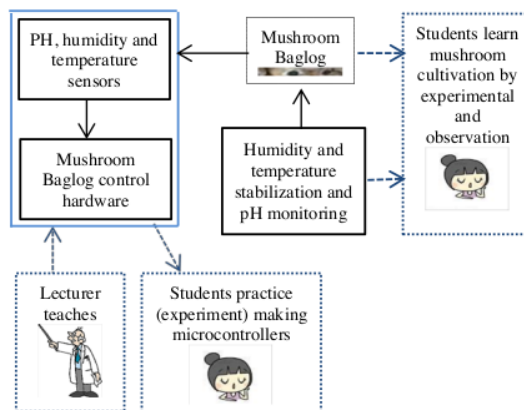 PH, humidity and
temperature
sensors
Mushroom
Baglog
Students learn
mushroom
cultivation by
experimental
and
observation
Mushroom
Baglog control
hardware
Humidity and
temperature
stabilization and
pH monitoring
Lecturer
teaches
Students practice
(experiment) making
microcontrollers